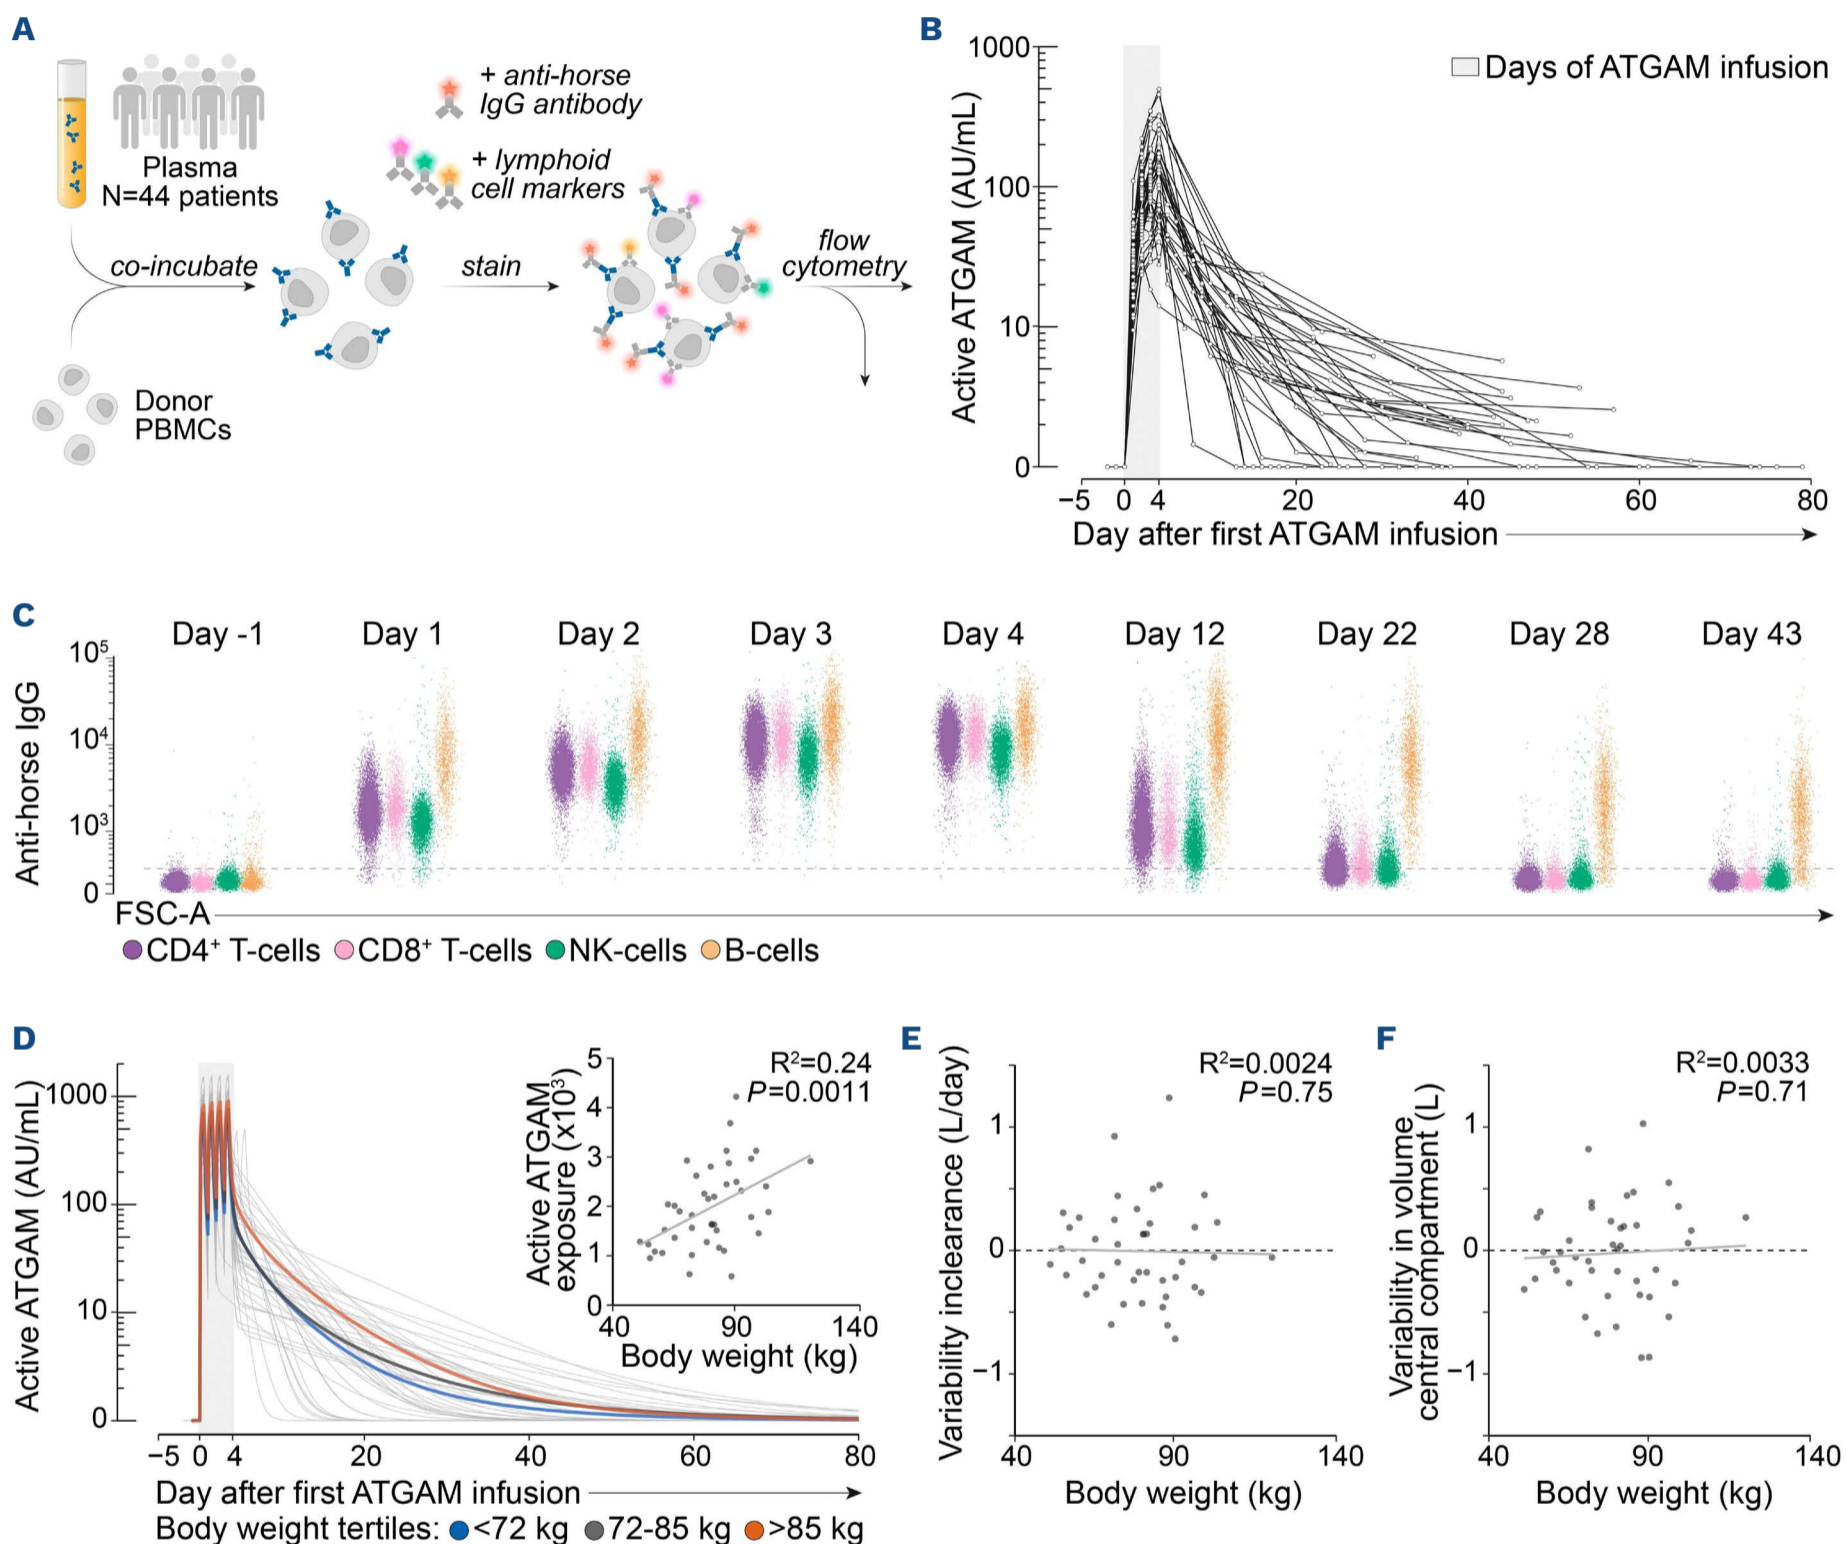 A
Plasma
N=44 patients
+ anti-horse
IgG antibody
+ lymphoid
cell markers
co-incubate
stain
flow
cytometry
Donor
PBMCs
B
Active ATGAM (AU/mL)
1000
100
10
0
Days of ATGAM infusion
−5 0 4 20 40 60 80
Day after first ATGAM infusion
C
Day -1 Day 1 Day 2 Day 3 Day 4 Day 12 Day 22 Day 28 Day 43
Anti-horse IgG
10⁵
10⁴
10³
0
FSC-A
CD4⁺ T-cells CD8⁺ T-cells NK-cells B-cells
D
Active ATGAM (AU/mL)
1000
100
10
0
−5 0 4 20 40 60 80
Day after first ATGAM infusion
Body weight tertiles: <72 kg 72-85 kg >85 kg
Active ATGAM
exposure (x10³)
5
4
3
2
1
0
R²=0.24
P=0.0011
40 90 140
Body weight (kg)
E
Variability inclearance (L/day)
1
0
−1
R²=0.0024
P=0.75
40 90 140
Body weight (kg)
F
Variability in volume
central compartment (L)
1
0
−1
R²=0.0033
P=0.71
40 90 140
Body weight (kg)